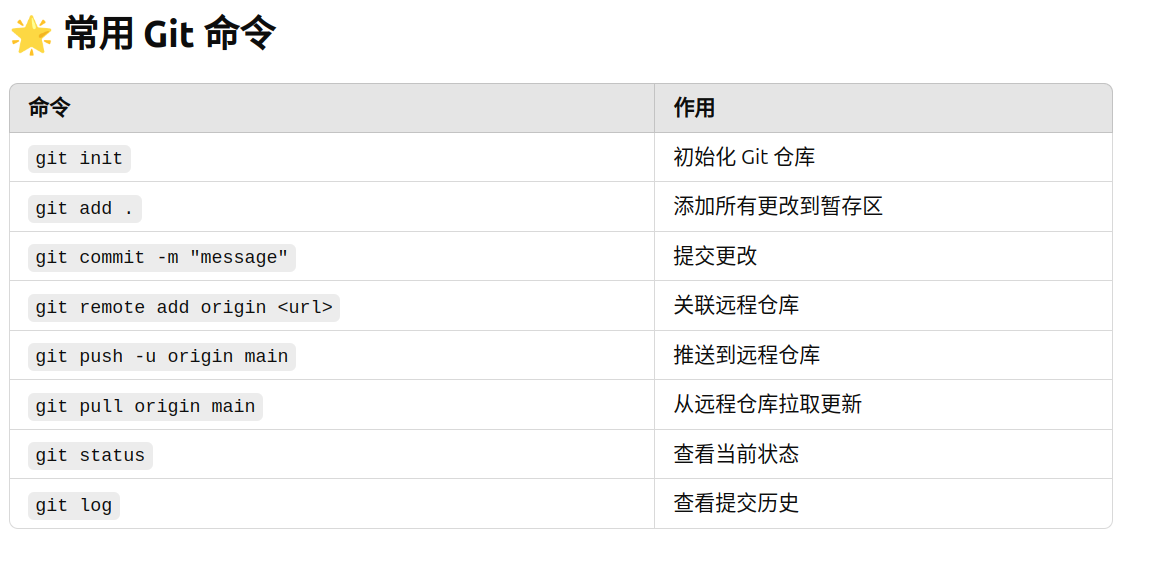 🌟 常用 Git 命令
命令 作用
git init 初始化 Git 仓库
git add . 添加所有更改到暂存区
git commit -m "message" 提交更改
git remote add origin <url> 关联远程仓库
git push -u origin main 推送到远程仓库
git pull origin main 从远程仓库拉取更新
git status 查看当前状态
git log 查看提交历史